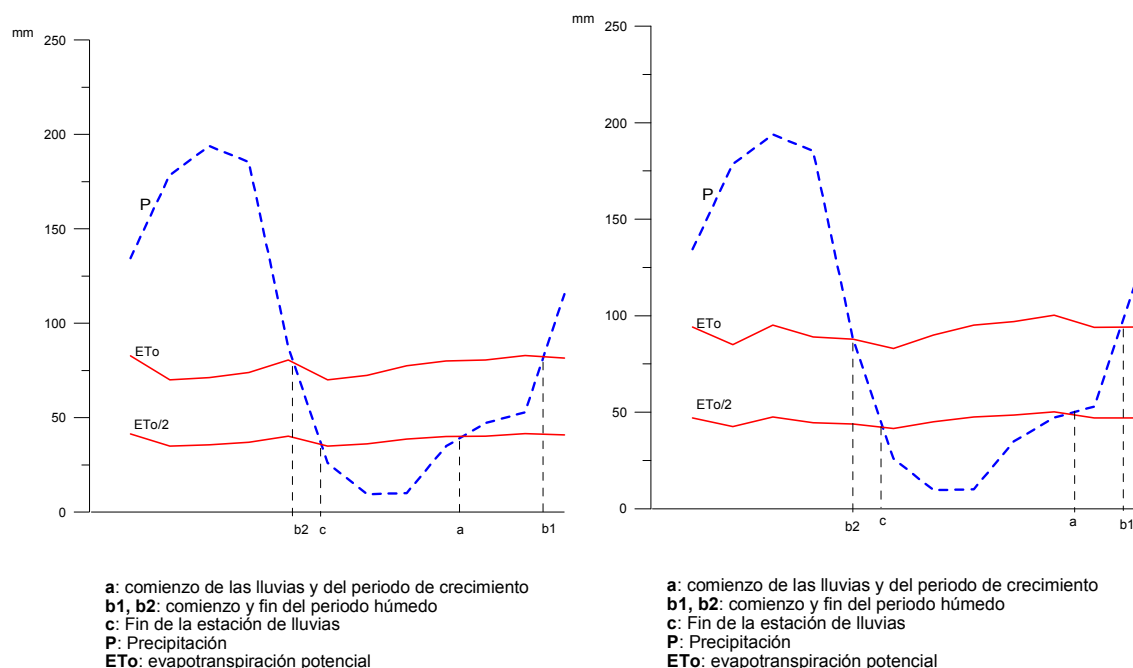 mm
250
200
150
100
50
0
P
ETo
ETo/2
b2
c
a
b1
a: comienzo de las lluvias y del periodo de crecimiento
b1, b2: comienzo y fin del periodo húmedo
c: Fin de la estación de lluvias
P: Precipitación
ETo: evapotranspiración potencial
mm
250
200
150
100
50
0
P
ETo
ETo/2
b2
c
a
b1
a: comienzo de las lluvias y del periodo de crecimiento
b1, b2: comienzo y fin del periodo húmedo
c: Fin de la estación de lluvias
P: Precipitación
ETo: evapotranspiración potencial